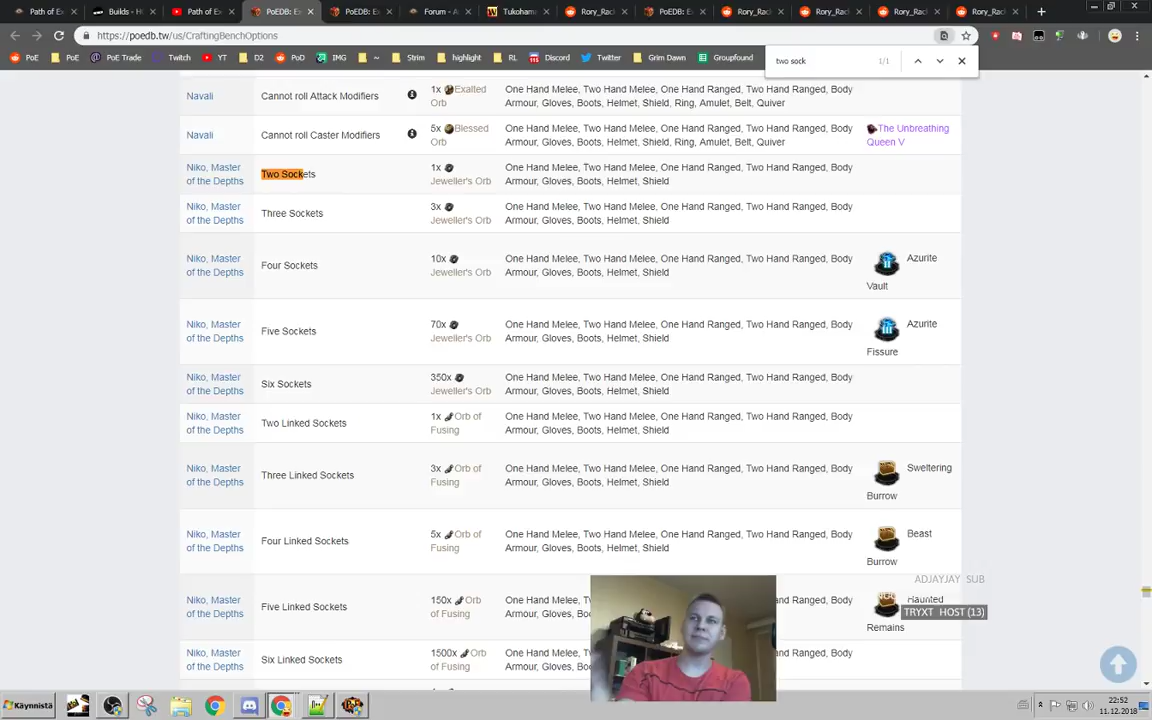 Path of E
Builds - H
Path of E
PoEDB: E
PoEDB: E
Forum - A
Tukoham
Rory_Rac
PoEDB: E
Rory_Rac
Rory_Rac
Rory_Rac
Rory_Rac
https://poedb.tw/us/CraftingBenchOptions
PoE
PoE
PoE Trade
Twitch
YT
D2
PoD
IMG
~
Strim
highlight
RL
Discord
Twitter
Grim Dawn
Groupfound
two sock
1/1
Navali Cannot roll Attack Modifiers 1x Exalted One Hand Melee, Two Hand Melee, One Hand Ranged, Two Hand Ranged, Body
Orb Armour, Gloves, Boots, Helmet, Shield, Ring, Amulet, Belt, Quiver
Navali Cannot roll Caster Modifiers 5x Blessed One Hand Melee, Two Hand Melee, One Hand Ranged, Two Hand Ranged, Body The Unbreathing
Orb Armour, Gloves, Boots, Helmet, Shield, Ring, Amulet, Belt, Quiver Queen V
Niko, Master Two Sockets 1x One Hand Melee, Two Hand Melee, One Hand Ranged, Two Hand Ranged, Body
of the Depths Jeweller's Orb Armour, Gloves, Boots, Helmet, Shield
Niko, Master Three Sockets 3x One Hand Melee, Two Hand Melee, One Hand Ranged, Two Hand Ranged, Body
of the Depths Jeweller's Orb Armour, Gloves, Boots, Helmet, Shield
Niko, Master Four Sockets 10x One Hand Melee, Two Hand Melee, One Hand Ranged, Two Hand Ranged, Body Azurite
of the Depths Jeweller's Orb Armour, Gloves, Boots, Helmet, Shield
Vault
Niko, Master Five Sockets 70x One Hand Melee, Two Hand Melee, One Hand Ranged, Two Hand Ranged, Body Azurite
of the Depths Jeweller's Orb Armour, Gloves, Boots, Helmet, Shield
Fissure
Niko, Master Six Sockets 350x One Hand Melee, Two Hand Melee, One Hand Ranged, Two Hand Ranged, Body
of the Depths Jeweller's Orb Armour, Gloves, Boots, Helmet, Shield
Niko, Master Two Linked Sockets 1x Orb of One Hand Melee, Two Hand Melee, One Hand Ranged, Two Hand Ranged, Body
of the Depths Fusing Armour, Gloves, Boots, Helmet, Shield
Niko, Master Three Linked Sockets 3x Orb of One Hand Melee, Two Hand Melee, One Hand Ranged, Two Hand Ranged, Body Sweltering
of the Depths Fusing Armour, Gloves, Boots, Helmet, Shield
Burrow
Niko, Master Four Linked Sockets 5x Orb of One Hand Melee, Two Hand Melee, One Hand Ranged, Two Hand Ranged, Body Beast
of the Depths Fusing Armour, Gloves, Boots, Helmet, Shield
Burrow
ADJAYJAY SUB
Niko, Master Five Linked Sockets 150x Orb One Hand Melee, Two Hand Ranged, Body Haunted
of the Depths of Fusing Armour, Gloves, Bo
TRYXT HOST (13)
Remains
Niko, Master Six Linked Sockets 1500x Orb One Hand Melee, Two Hand Ranged, Body
of the Depths of Fusing Armour, Gloves, Bo
Käynnistä
22:52
11.12.2018